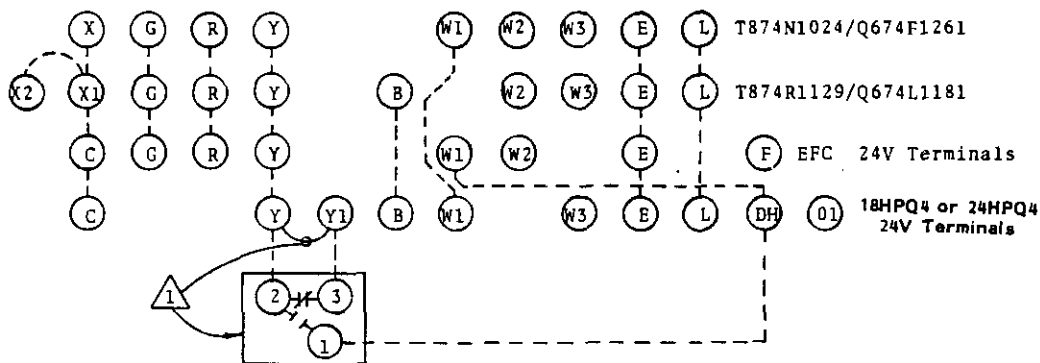 X G R Y W1 W2 W3 E L T874N1024/Q674F1261
X2 X1 G R Y B W2 W3 E L T874R1129/Q674L1181
C G R Y W1 W2 E F EFC 24V Terminals
C Y Y1 B W1 W3 E L DH O1 18HPQ4 or 24HPQ4
24V Terminals
1 2 3
1